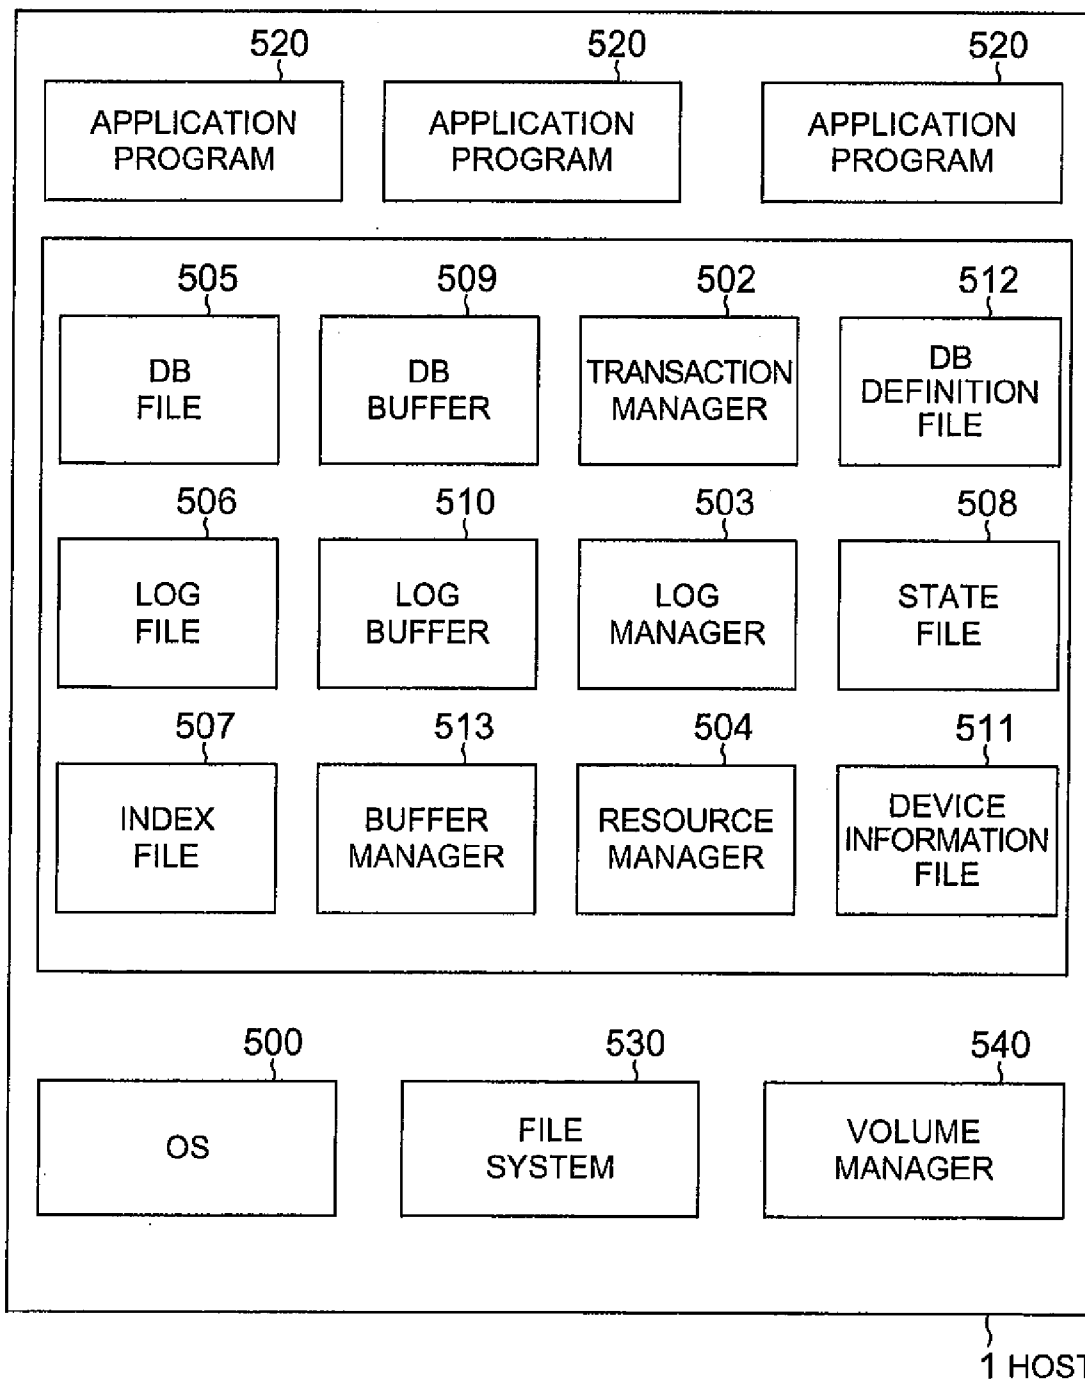 520 520 520
APPLICATION PROGRAM
APPLICATION PROGRAM
APPLICATION PROGRAM
505 509 502 512
DB FILE
DB BUFFER
TRANSACTION MANAGER
DB DEFINITION FILE
506 510 503 508
LOG FILE
LOG BUFFER
LOG MANAGER
STATE FILE
507 513 504 511
INDEX FILE
BUFFER MANAGER
RESOURCE MANAGER
DEVICE INFORMATION FILE
500 530 540
OS
FILE SYSTEM
VOLUME MANAGER
1 HOST